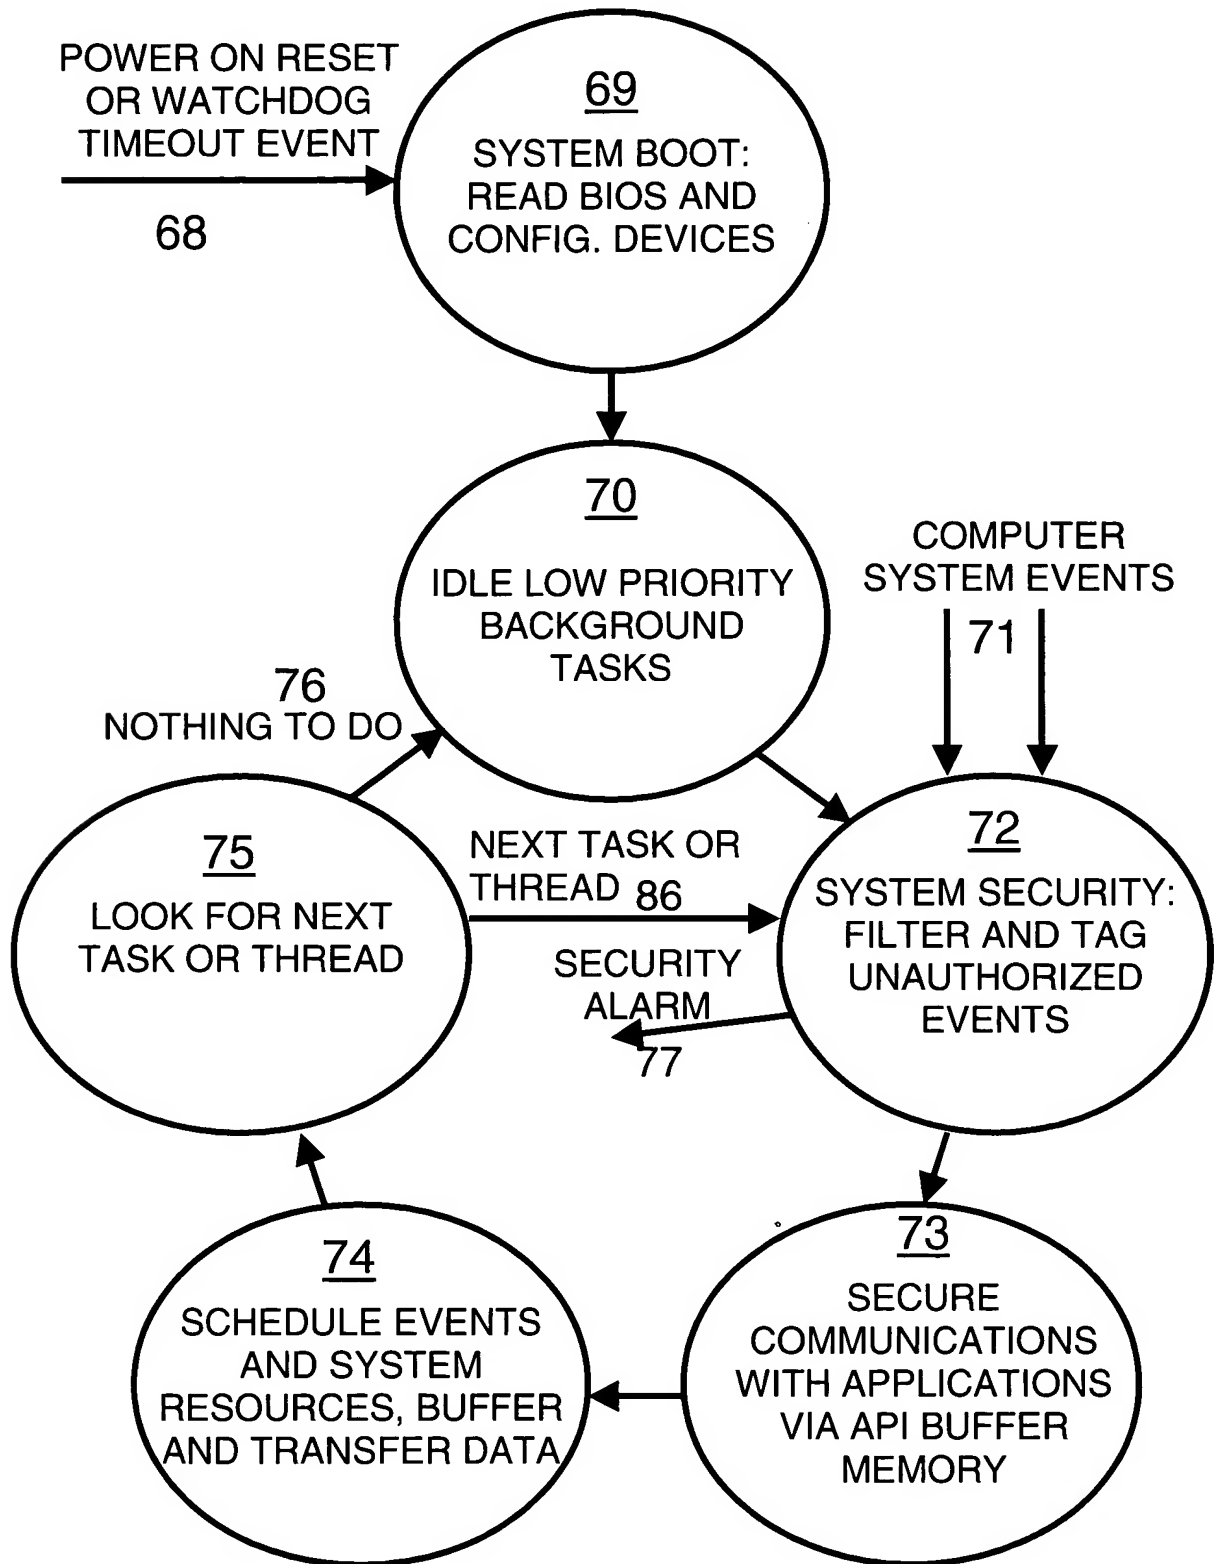 POWER ON RESET
OR WATCHDOG
TIMEOUT EVENT
68
69
SYSTEM BOOT:
READ BIOS AND
CONFIG. DEVICES
70
IDLE LOW PRIORITY
BACKGROUND
TASKS
COMPUTER
SYSTEM EVENTS
71
76
NOTHING TO DO
75
LOOK FOR NEXT
TASK OR THREAD
NEXT TASK OR
THREAD 86
SECURITY
ALARM
77
72
SYSTEM SECURITY:
FILTER AND TAG
UNAUTHORIZED
EVENTS
73
SECURE
COMMUNICATIONS
WITH APPLICATIONS
VIA API BUFFER
MEMORY
74
SCHEDULE EVENTS
AND SYSTEM
RESOURCES, BUFFER
AND TRANSFER DATA